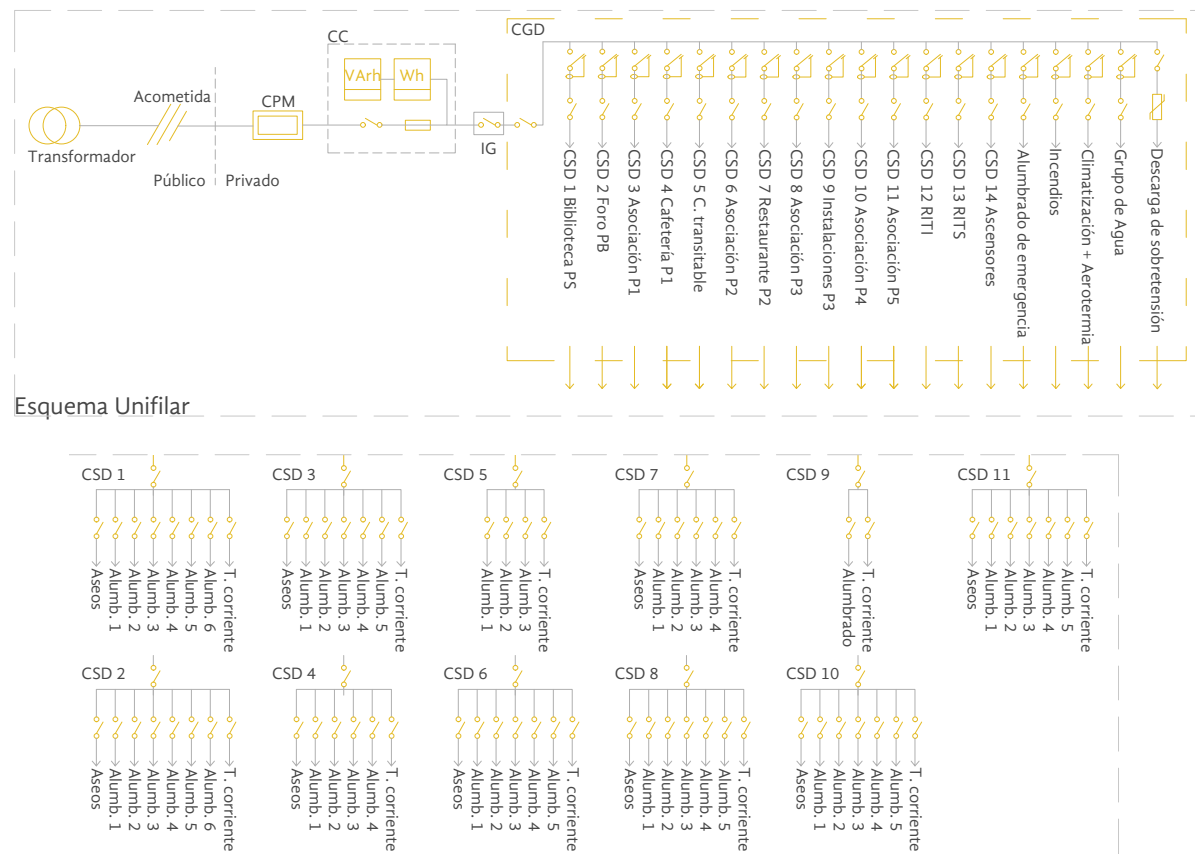 CGD
CC
VArh
Wh
Acometida
CPM
IG
Transformador
Público
Privado
CSD 1 Biblioteca PS
CSD 2 Foro PB
CSD 3 Asociación P1
CSD 4 Cafetería P1
CSD 5 C. transitable
CSD 6 Asociación P2
CSD 7 Restaurante P2
CSD 8 Asociación P3
CSD 9 Instalaciones P3
CSD 10 Asociación P4
CSD 11 Asociación P5
CSD 12 RITI
CSD 13 RITS
CSD 14 Ascensores
Alumbrado de emergencia
Incendios
Climatización + Aerotermia
Grupo de Agua
Descarga de sobretensión
Esquema Unifilar
CSD 1
Aseos
Alumb. 1
Alumb. 2
Alumb. 3
Alumb. 4
Alumb. 5
Alumb. 6
T. corriente
CSD 3
Aseos
Alumb. 1
Alumb. 2
Alumb. 3
Alumb. 4
Alumb. 5
T. corriente
CSD 5
Alumb. 1
Alumb. 2
Alumb. 3
T. corriente
CSD 7
Aseos
Alumb. 1
Alumb. 2
Alumb. 3
Alumb. 4
T. corriente
CSD 9
Alumbrado
T. corriente
CSD 11
Aseos
Alumb. 1
Alumb. 2
Alumb. 3
Alumb. 4
Alumb. 5
T. corriente
CSD 2
Aseos
Alumb. 1
Alumb. 2
Alumb. 3
Alumb. 4
Alumb. 5
Alumb. 6
T. corriente
CSD 4
Aseos
Alumb. 1
Alumb. 2
Alumb. 3
Alumb. 4
T. corriente
CSD 6
Aseos
Alumb. 1
Alumb. 2
Alumb. 3
Alumb. 4
Alumb. 5
T. corriente
CSD 8
Aseos
Alumb. 1
Alumb. 2
Alumb. 3
Alumb. 4
Alumb. 5
T. corriente
CSD 10
Aseos
Alumb. 1
Alumb. 2
Alumb. 3
Alumb. 4
Alumb. 5
T. corriente